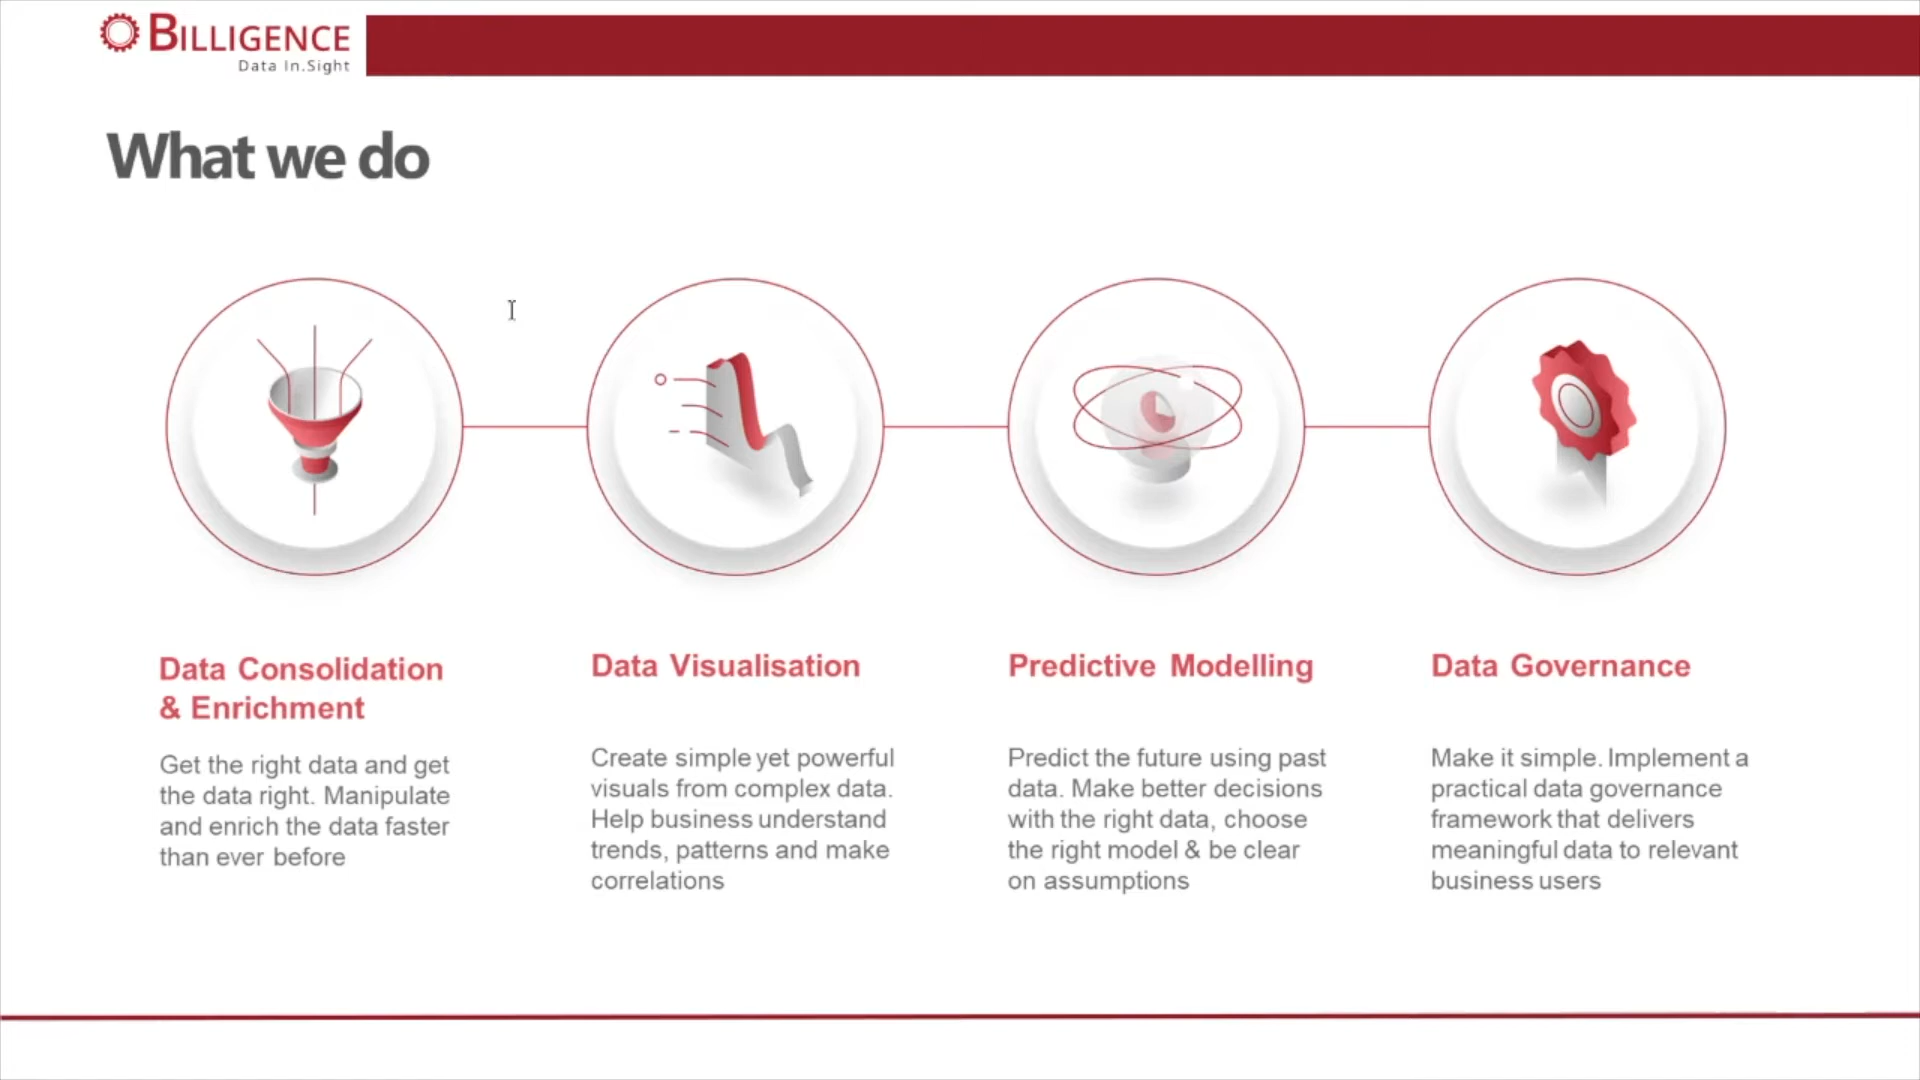 BILLIGENCE
Data In.Sight
What we do
Data Consolidation
& Enrichment
Get the right data and get
the data right. Manipulate
and enrich the data faster
than ever before
Data Visualisation
Create simple yet powerful
visuals from complex data.
Help business understand
trends, patterns and make
correlations
Predictive Modelling
Predict the future using past
data. Make better decisions
with the right data, choose
the right model & be clear
on assumptions
Data Governance
Make it simple. Implement a
practical data governance
framework that delivers
meaningful data to relevant
business users